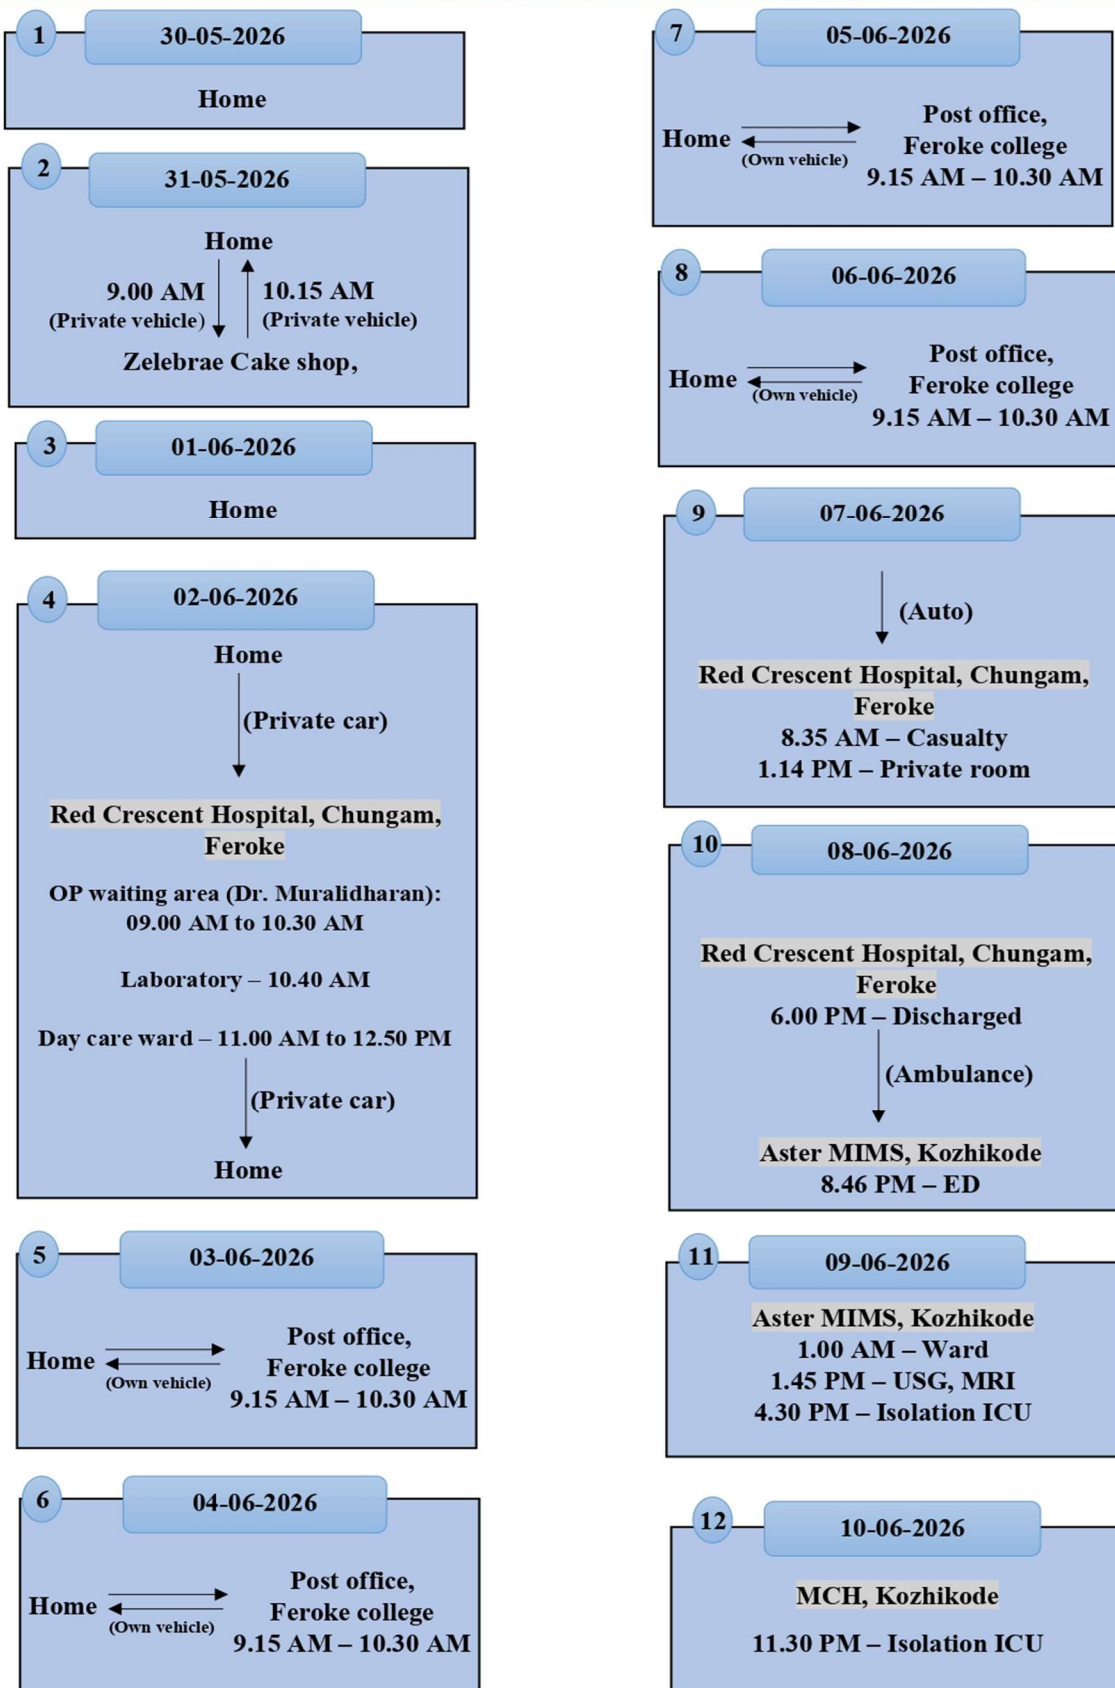 1
30-05-2026
Home
2
31-05-2026
Home
9.00 AM
(Private vehicle)
10.15 AM
(Private vehicle)
Zelebrae Cake shop,
3
01-06-2026
Home
4
02-06-2026
Home
(Private car)
Red Crescent Hospital, Chungam,
Feroke
OP waiting area (Dr. Muralidharan):
09.00 AM to 10.30 AM
Laboratory – 10.40 AM
Day care ward – 11.00 AM to 12.50 PM
(Private car)
Home
5
03-06-2026
Home
(Own vehicle)
Post office,
Feroke college
9.15 AM – 10.30 AM
6
04-06-2026
Home
(Own vehicle)
Post office,
Feroke college
9.15 AM – 10.30 AM
7
05-06-2026
Home
(Own vehicle)
Post office,
Feroke college
9.15 AM – 10.30 AM
8
06-06-2026
Home
(Own vehicle)
Post office,
Feroke college
9.15 AM – 10.30 AM
9
07-06-2026
(Auto)
Red Crescent Hospital, Chungam,
Feroke
8.35 AM – Casualty
1.14 PM – Private room
10
08-06-2026
Red Crescent Hospital, Chungam,
Feroke
6.00 PM – Discharged
(Ambulance)
Aster MIMS, Kozhikode
8.46 PM – ED
11
09-06-2026
Aster MIMS, Kozhikode
1.00 AM – Ward
1.45 PM – USG, MRI
4.30 PM – Isolation ICU
12
10-06-2026
MCH, Kozhikode
11.30 PM – Isolation ICU